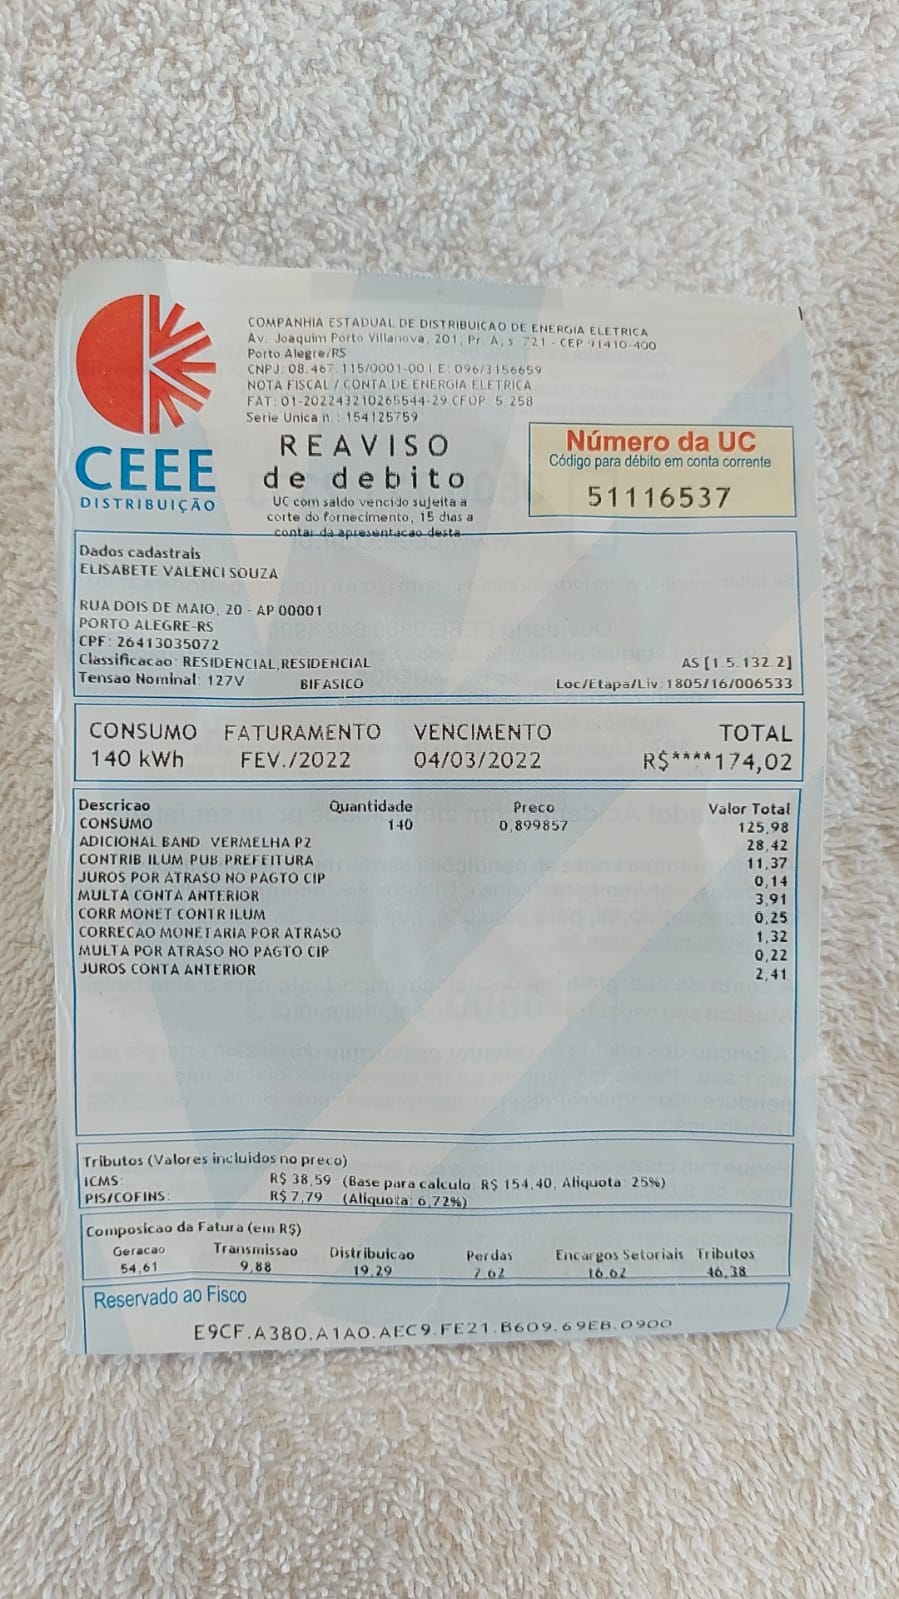 COMPANHIA ESTADUAL DE DISTRIBUICAO DE ENERGIA ELETRICA
Av. Joaquim Porto Villanova, 201, Pr. A, s. 721 - CEP 91410-400
Porto Alegre/RS
CNPJ: 08.467.115/0001-00 I.E: 096/3156659
NOTA FISCAL / CONTA DE ENERGIA ELETRICA
FAT: 01-202243210265544-29 CFOP: 5.258
Serie Unica n.: 154125759
CEEE
DISTRIBUIÇÃO
REAVISO
de debito
UC com saldo vencido sujeita a
corte do fornecimento, 15 dias a
contar da apresentacao desta.
Número da UC
Código para débito em conta corrente
51116537
Dados cadastrais
ELISABETE VALENCI SOUZA
RUA DOIS DE MAIO, 20 - AP 00001
PORTO ALEGRE-RS
CPF: 26413035072
Classificacao: RESIDENCIAL,RESIDENCIAL AS [1.5.132.2]
Tensao Nominal: 127V BIFASICO Loc/Etapa/Liv: 1805/16/006533
CONSUMO FATURAMENTO VENCIMENTO TOTAL
140 kWh FEV./2022 04/03/2022 R$****174,02
Descricao Quantidade Preco Valor Total
CONSUMO 140 0,899857 125,98
ADICIONAL BAND. VERMELHA P2 28,42
CONTRIB.ILUM.PUB.PREFEITURA 11,37
JUROS POR ATRASO NO PAGTO CIP 0,14
MULTA CONTA ANTERIOR 3,91
CORR MONET CONTR ILUM 0,25
CORRECAO MONETARIA POR ATRASO 1,32
MULTA POR ATRASO NO PAGTO CIP 0,22
JUROS CONTA ANTERIOR 2,41
Tributos (Valores incluidos no preco)
ICMS: R$ 38,59 (Base para calculo: R$ 154,40, Aliquota: 25%)
PIS/COFINS: R$ 7,79 (Aliquota: 6,72%)
Composicao da Fatura (em R$)
Geracao Transmissao Distribuicao Perdas Encargos Setoriais Tributos
54,61 9,88 19,29 7,62 16,62 46,38
Reservado ao Fisco
E9CF.A380.A1A0.AEC9.FE21.B609.69EB.0900